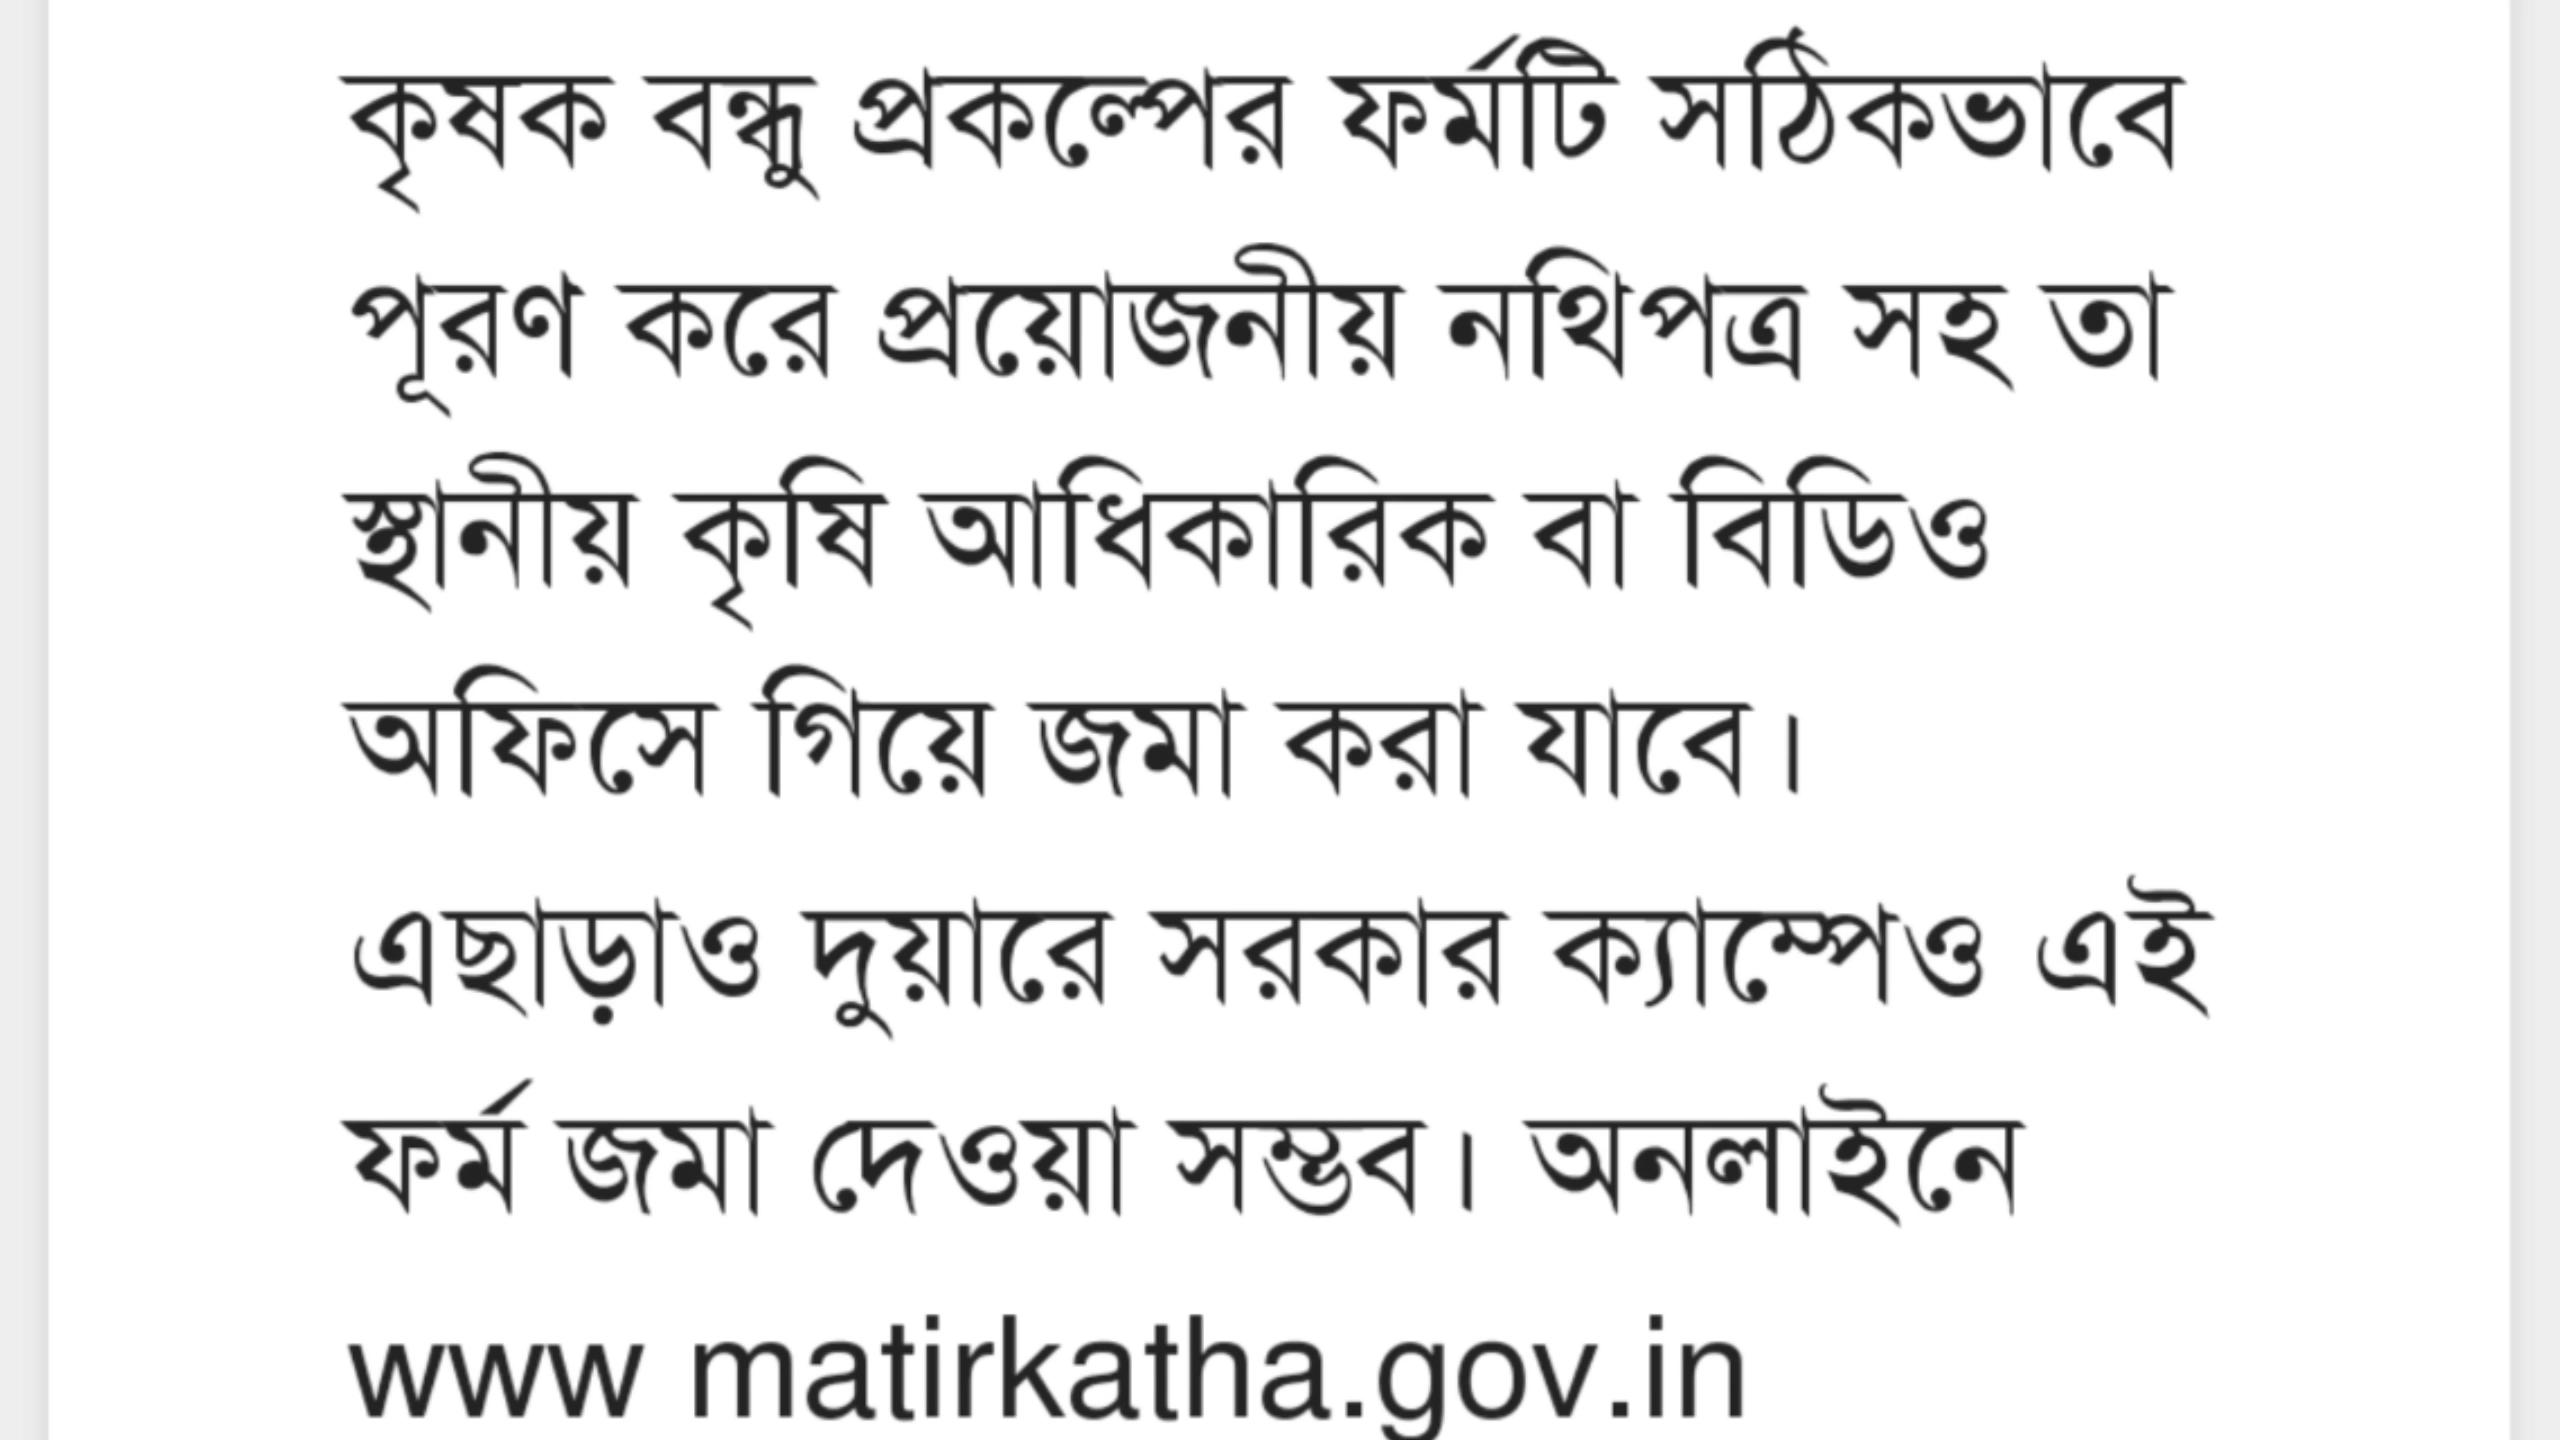 কৃষক বন্ধু প্রকল্পের ফর্মটি সঠিকভাবে
পূরণ করে প্রয়োজনীয় নথিপত্র সহ তা
স্থানীয় কৃষি আধিকারিক বা বিডিও
অফিসে গিয়ে জমা করা যাবে।
এছাড়াও দুয়ারে সরকার ক্যাম্পেও এই
ফর্ম জমা দেওয়া সম্ভব। অনলাইনে
www matirkatha.gov.in